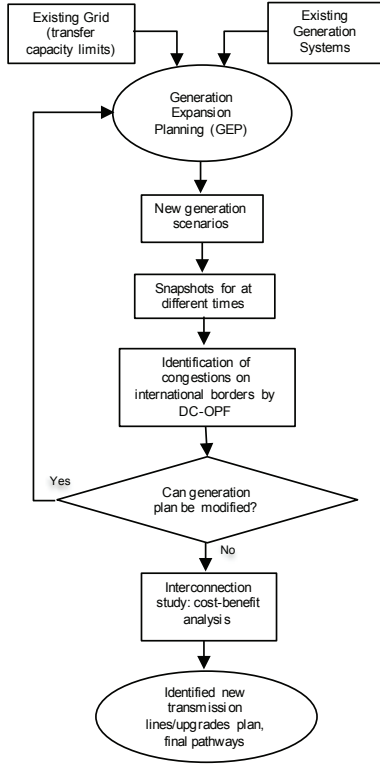 Existing Grid
(transfer
capacity limits)
Existing
Generation
Systems
Generation
Expansion
Planning (GEP)
New generation
scenarios
Snapshots for at
different times
Identification of
congestions on
international borders by
DC-OPF
Yes
Can generation
plan be modified?
No
Interconnection
study: cost-benefit
analysis
Identified new
transmission
lines/upgrades plan,
final pathways